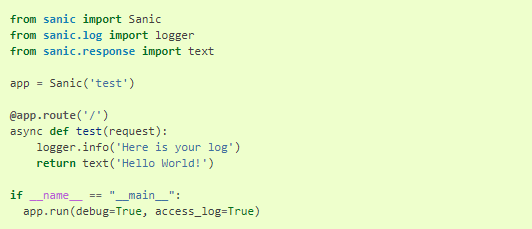 from sanic import Sanic
from sanic.log import logger
from sanic.response import text

app = Sanic('test')

@app.route('/')
async def test(request):
    logger.info('Here is your log')
    return text('Hello World!')

if __name__ == "__main__":
  app.run(debug=True, access_log=True)